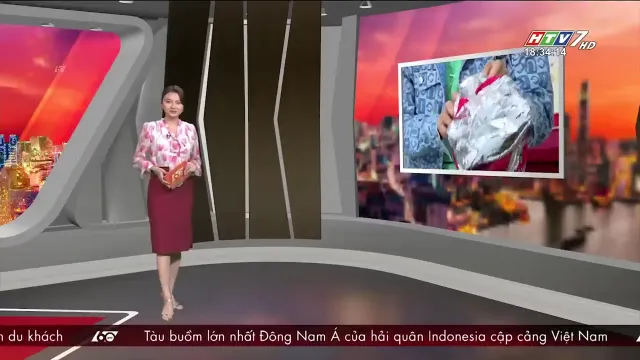 HTV7 HD
18:34:14
n du khách 60 Tàu buồm lớn nhất Đông Nam Á của hải quân Indonesia cập cảng Việt Nam